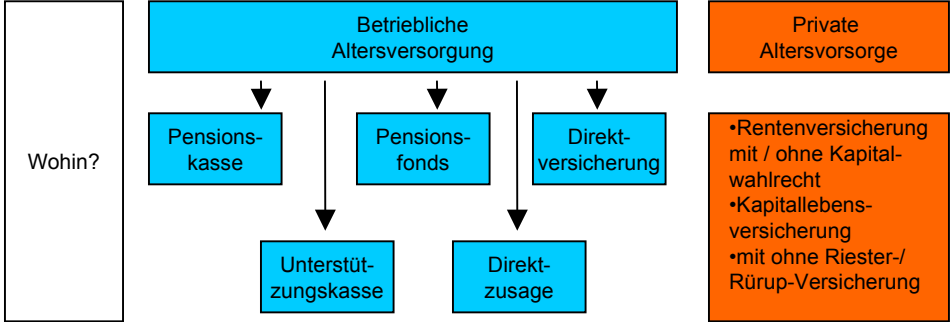 Wohin?
Betriebliche
Altersversorgung
Private
Altersvorsorge
Pensions-
kasse
Pensions-
fonds
Direkt-
versicherung
Unterstüt-
zungskasse
Direkt-
zusage
•Rentenversicherung
mit / ohne Kapital-
wahlrecht
•Kapitallebens-
versicherung
•mit ohne Riester-/
Rürup-Versicherung